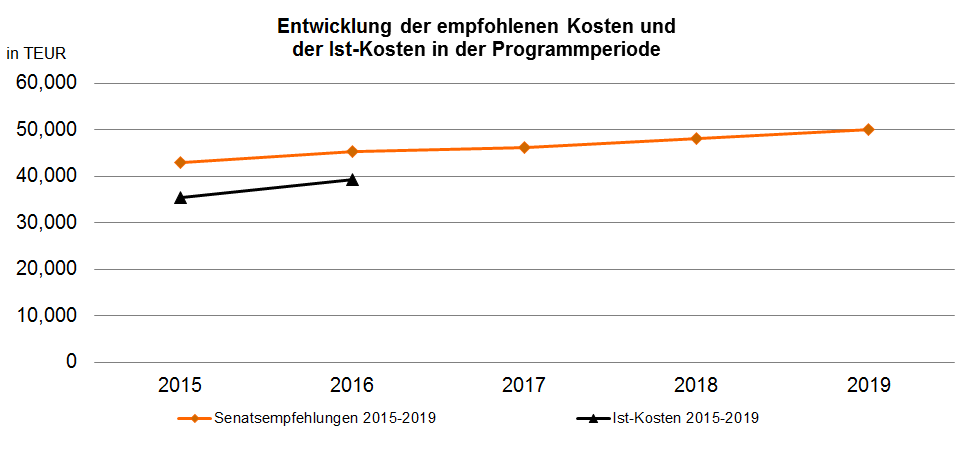 Entwicklung der empfohlenen Kosten und
der Ist-Kosten in der Programmperiode
in TEUR
60,000
50,000
40,000
30,000
20,000
10,000
0
2015 2016 2017 2018 2019
Senatsempfehlungen 2015-2019 Ist-Kosten 2015-2019